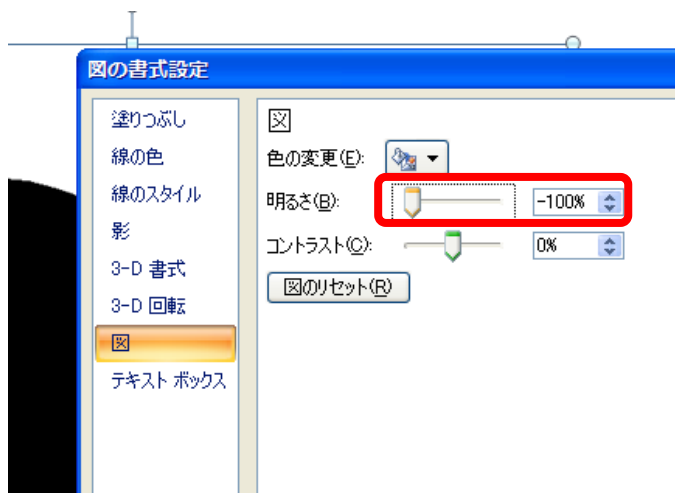 図の書式設定
塗りつぶし
線の色
線のスタイル
影
3-D 書式
3-D 回転
図
テキスト ボックス
図
色の変更(E):
明るさ(B):
-100%
コントラスト(C):
0%
図のリセット(R)